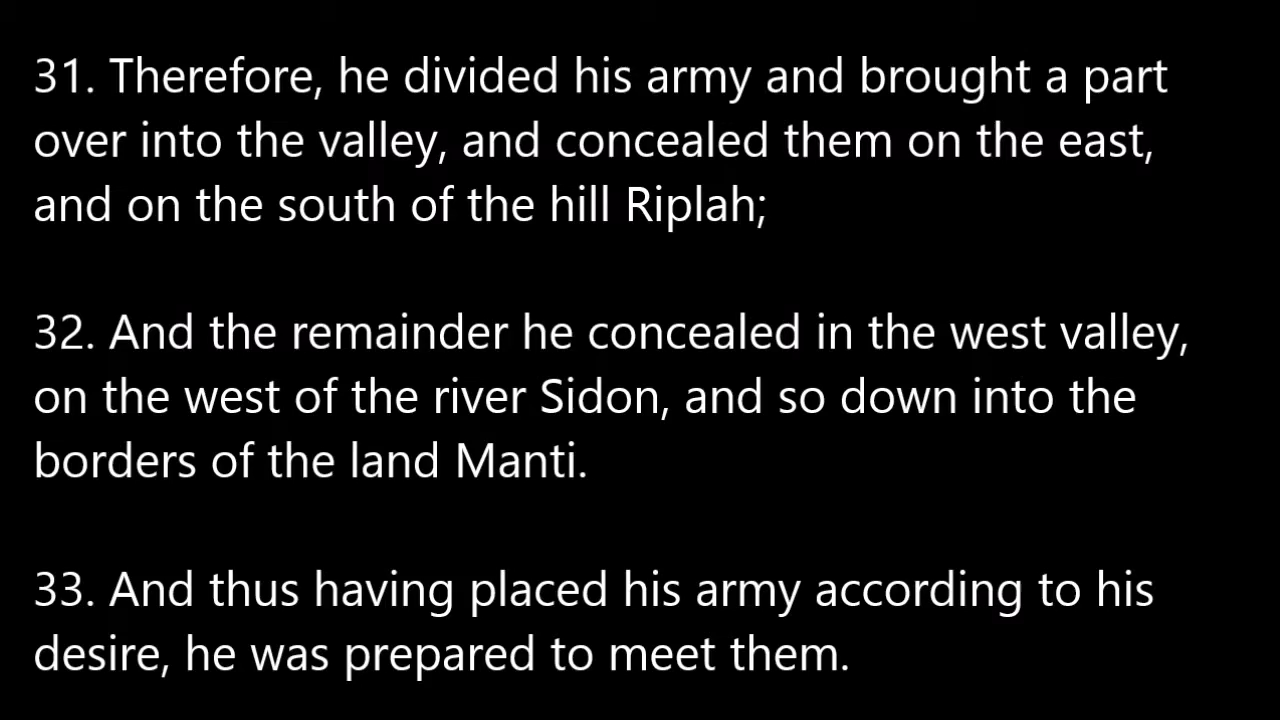 31. Therefore, he divided his army and brought a part
over into the valley, and concealed them on the east,
and on the south of the hill Riplah;
32. And the remainder he concealed in the west valley,
on the west of the river Sidon, and so down into the
borders of the land Manti.
33. And thus having placed his army according to his
desire, he was prepared to meet them.